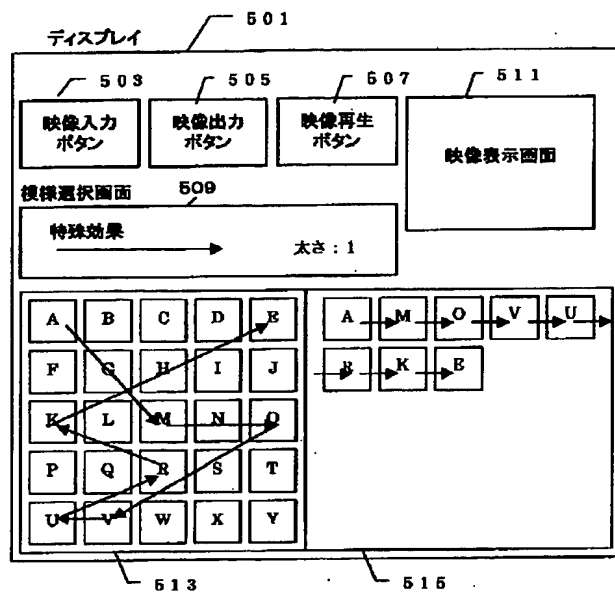 501
ディスプレイ
503
505
507
511
映像入力
ボタン
映像出力
ボタン
映像再生
ボタン
映像表示画面
模様選択画面
509
特殊効果
太さ：1
A B C D E
F G H I J
K L M N O
P Q R S T
U V W X Y
A M O V U
R K E
513
515